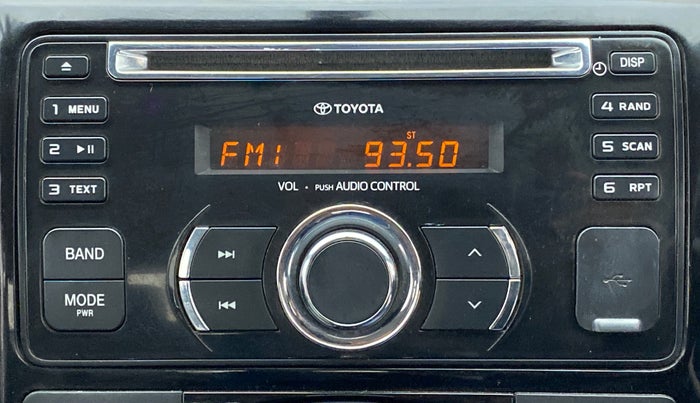 DISP
1 MENU
4 RAND
TOYOTA
2
5 SCAN
ST
FM1 93.50
3 TEXT
6 RPT
VOL • PUSH AUDIO CONTROL
BAND
MODE
PWR